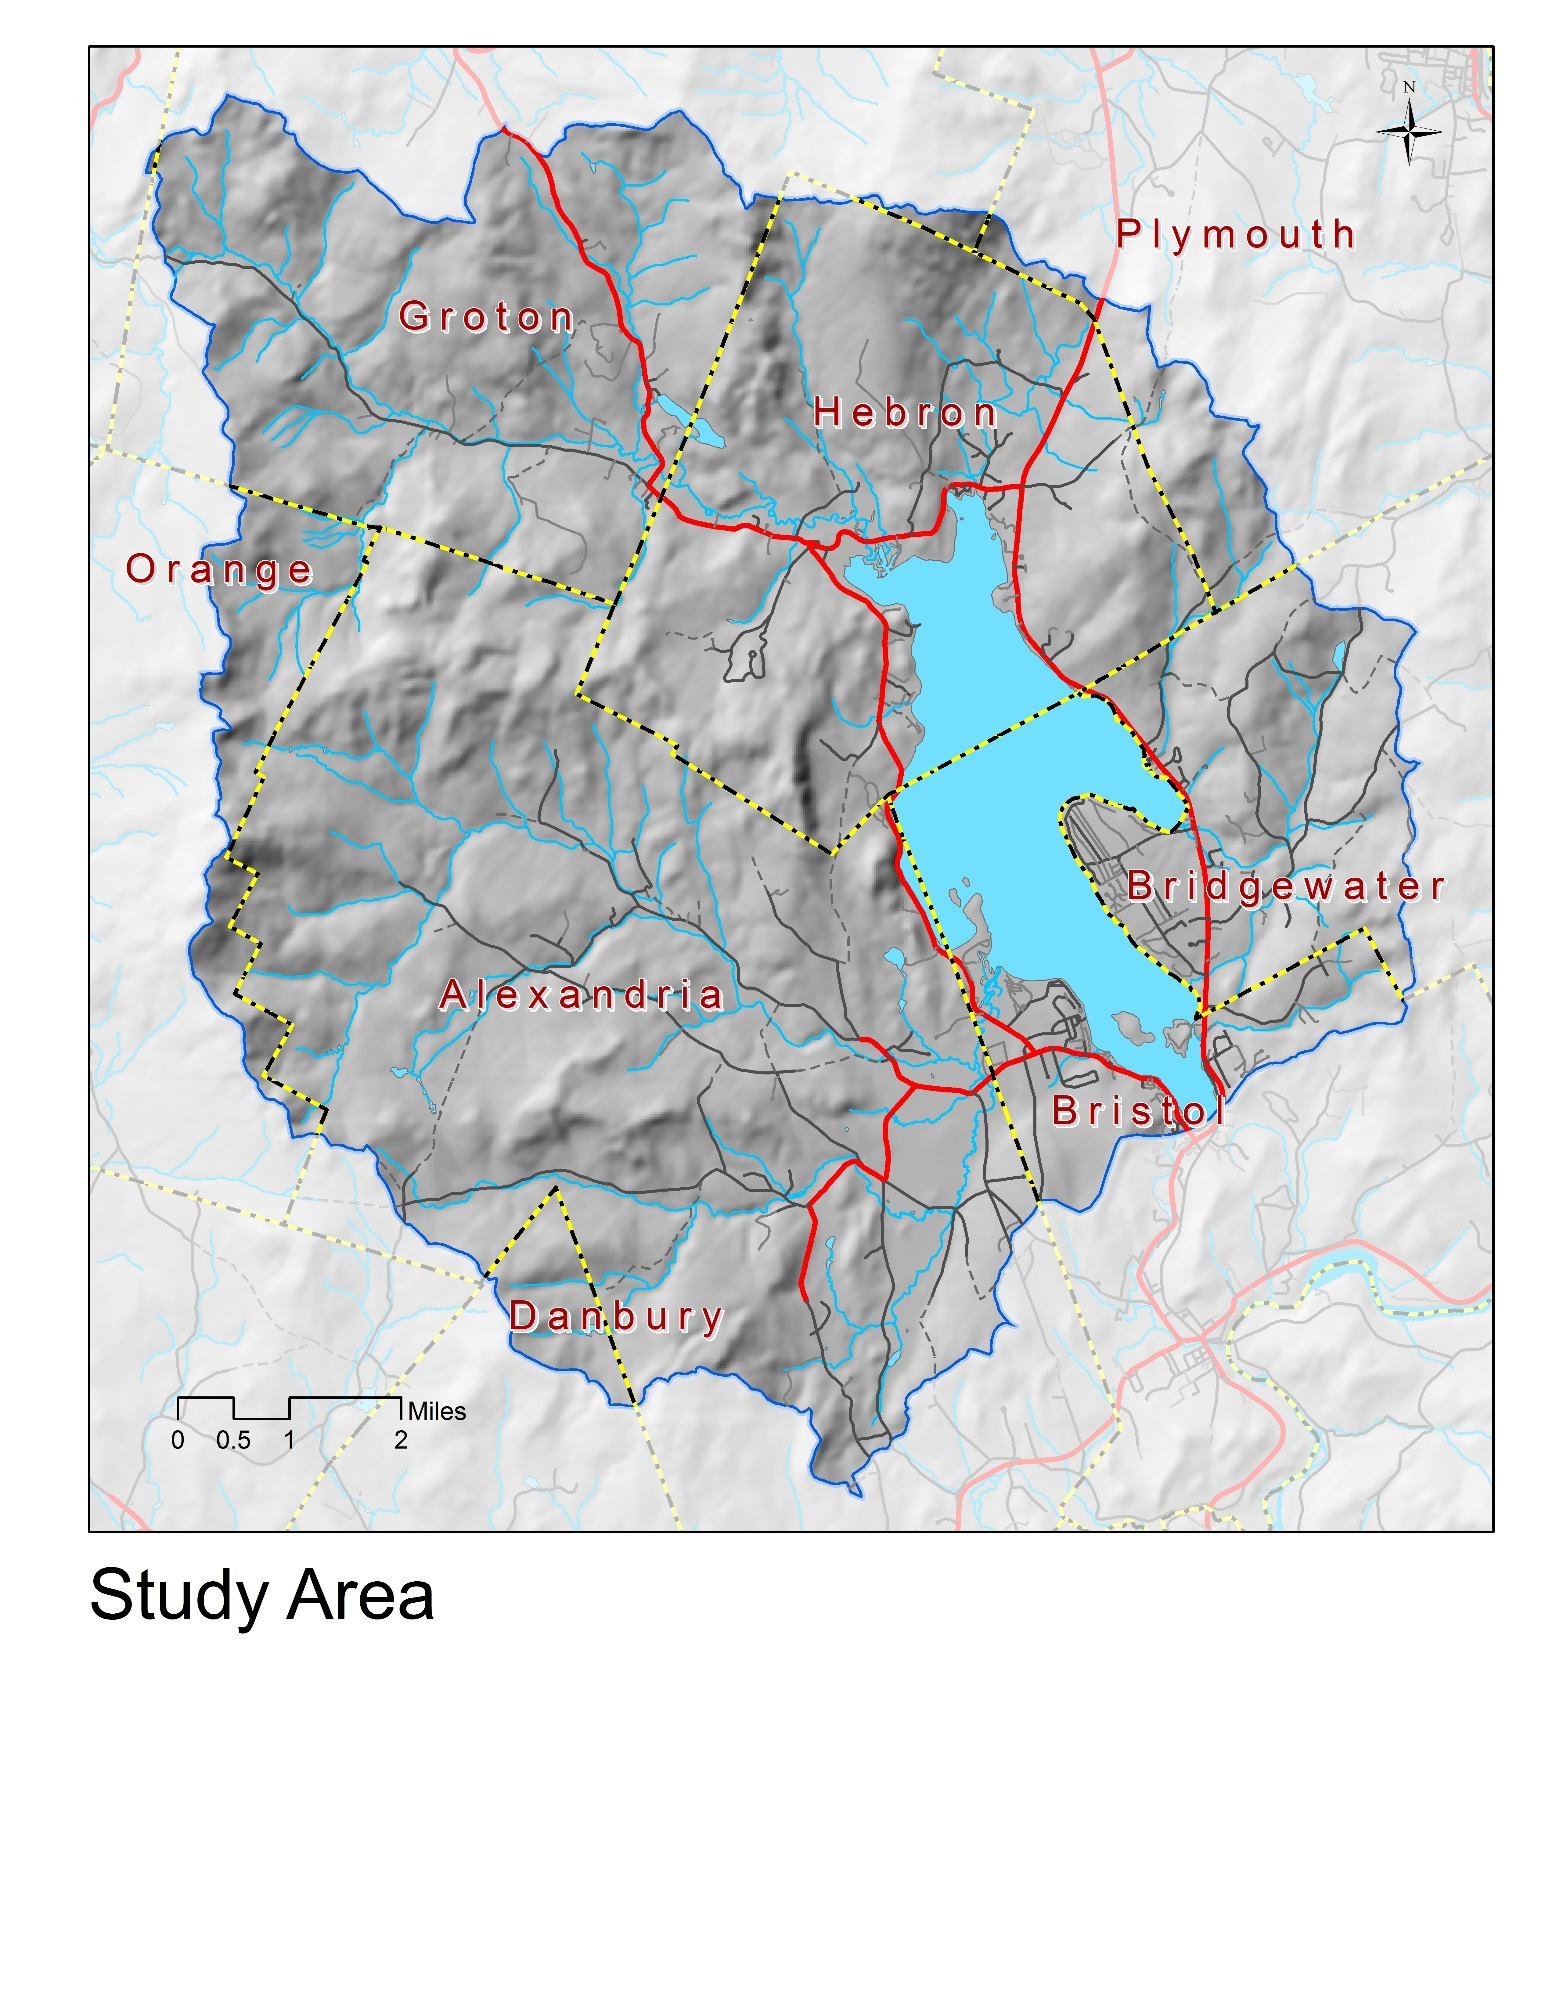 N
Plymouth
Groton
Hebron
Orange
Bridgewater
Alexandria
Bristol
Danbury
Miles
0 0.5 1 2
Study Area